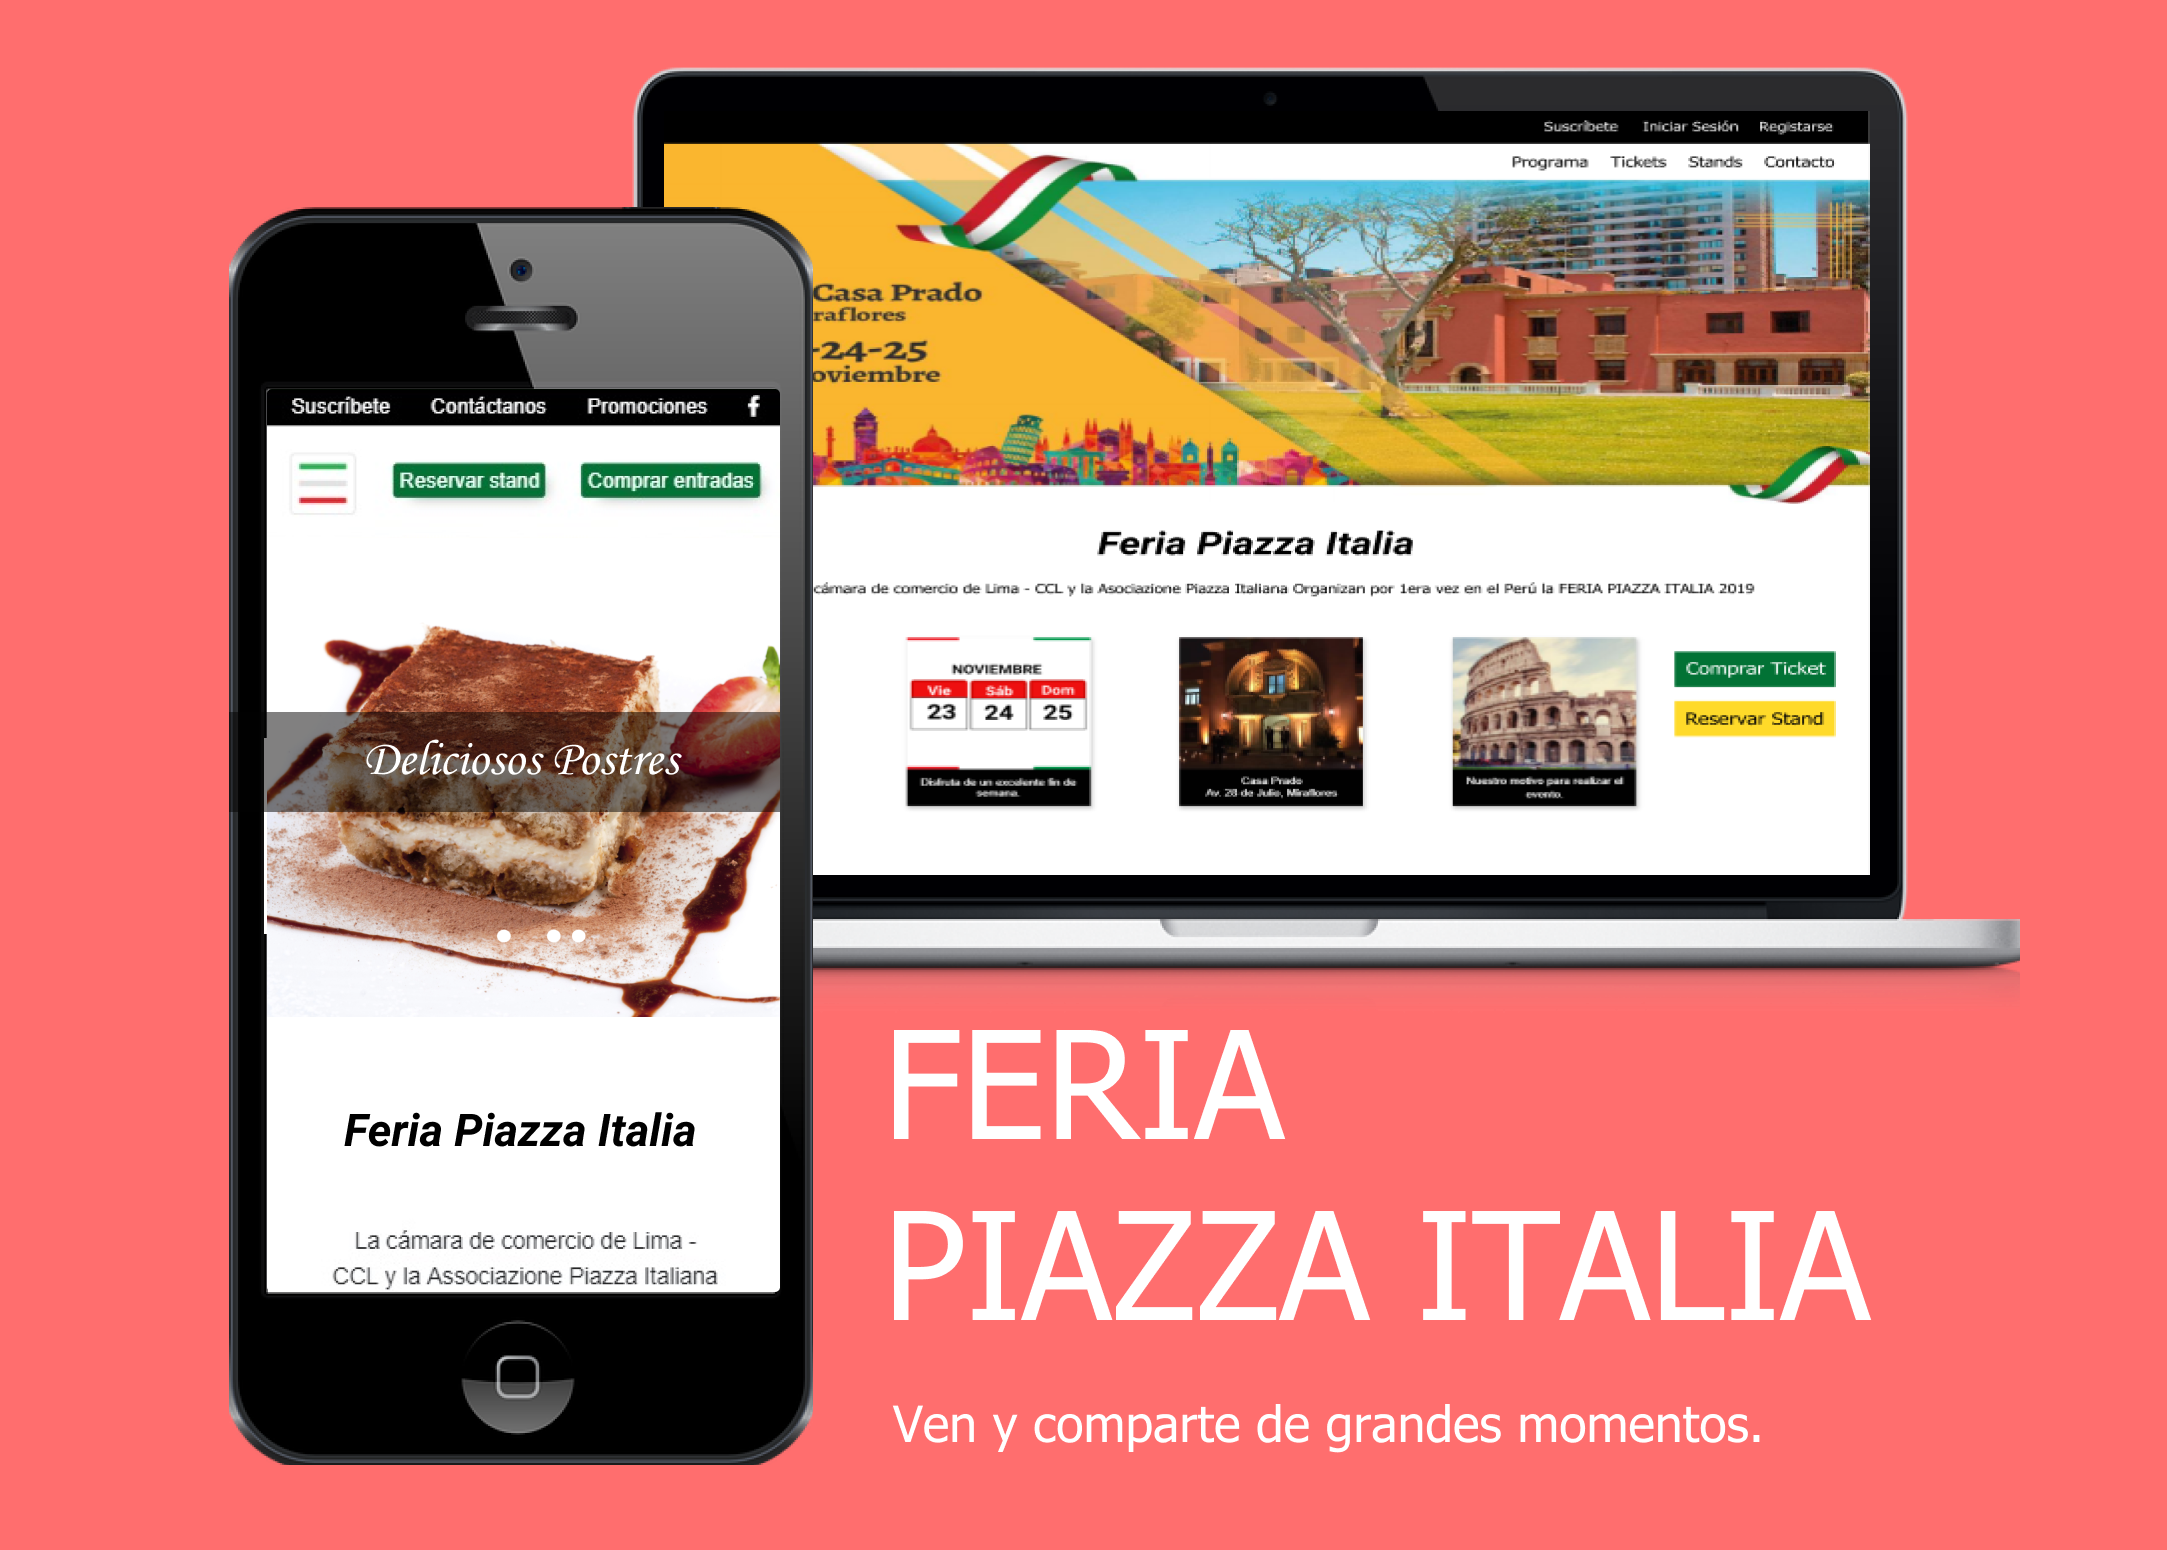 Suscríbete Iniciar Sesión Registarse
Programa Tickets Stands Contacto
Casa Prado
raflores
-24-25
oviembre
Feria Piazza Italia
cámara de comercio de Lima - CCL y la Asociazione Piazza Italiana Organizan por 1era vez en el Perú la FERIA PIAZZA ITALIA 2019
NOVIEMBRE
Vie Sáb Dom
23 24 25
Disfruta de un excelente fin de
semana.
Casa Prado
Av. 28 de Julio, Miraflores
Nuestro motivo para realizar el
evento.
Comprar Ticket
Reservar Stand
Suscríbete Contáctanos Promociones f
Reservar stand Comprar entradas
Deliciosos Postres
Feria Piazza Italia
La cámara de comercio de Lima -
CCL y la Associazione Piazza Italiana
FERIA
PIAZZA ITALIA
Ven y comparte de grandes momentos.